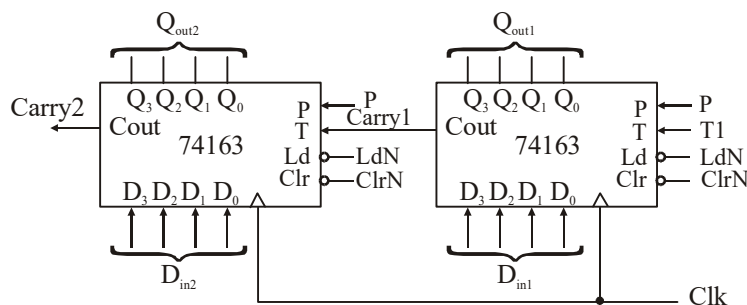 Qout2 Qout1
Q3 Q2 Q1 Q0 P P Q3 Q2 Q1 Q0 P P
Carry2 Cout T Carry1 Cout T T1
74163 74163
Ld LdN Ld LdN
Clr ClrN Clr ClrN
D3 D2 D1 D0 D3 D2 D1 D0
Din2 Din1
Clk